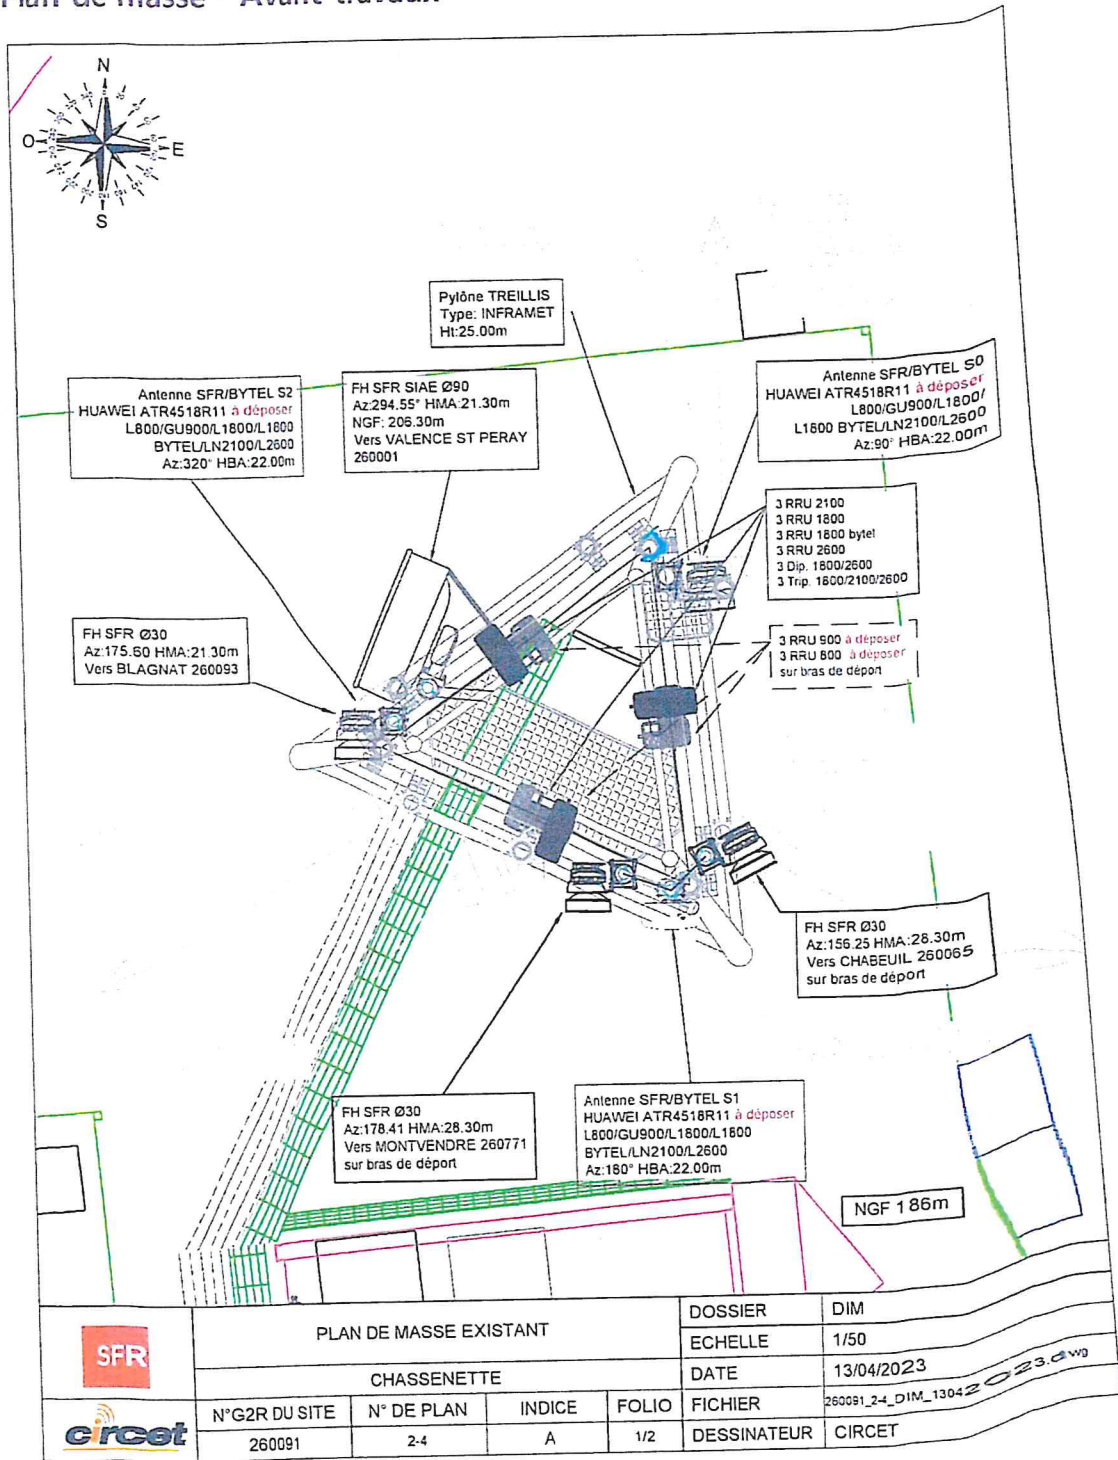 Plan de masse - Avant travaux
N
O
E
S
Pylône TREILLIS
Type: INFRAMET
Ht:25.00m
Antenne SFR/BYTEL S2
HUAWEI ATR4518R11 à déposer
L800/GU900/L1800/L1800
BYTEL/LN2100/L2600
Az:320° HBA:22.00m
FH SFR SIAE Ø90
Az:294.55° HMA:21.30m
NGF: 206.30m
Vers VALENCE ST PERAY
260001
Antenne SFR/BYTEL S0
HUAWEI ATR4518R11 à déposer
L800/GU900/L1800/
L1800 BYTEL/LN2100/L2600
Az:90° HBA:22.00m
3 RRU 2100
3 RRU 1800
3 RRU 1800 bytel
3 RRU 2600
3 Dip. 1800/2600
3 Trip. 1800/2100/2600
3 RRU 900 à déposer
3 RRU 800 à déposer
sur bras de déport
FH SFR Ø30
Az:175.60 HMA:21.30m
Vers BLAGNAT 260093
FH SFR Ø30
Az:156.25 HMA:28.30m
Vers CHABEUIL 260065
sur bras de déport
FH SFR Ø30
Az:178.41 HMA:28.30m
Vers MONTVENDRE 260771
sur bras de déport
Antenne SFR/BYTEL S1
HUAWEI ATR4518R11 à déposer
L800/GU900/L1800/L1800
BYTEL/LN2100/L2600
Az:180° HBA:22.00m
NGF 186m
SFR
PLAN DE MASSE EXISTANT
CHASSENETTE
DOSSIER DIM
ECHELLE 1/50
DATE 13/04/2023
FICHIER 260091_2-4_DIM_13042023.dwg
DESSINATEUR CIRCET
circet
N°G2R DU SITE N° DE PLAN INDICE FOLIO
260091 2-4 A 1/2